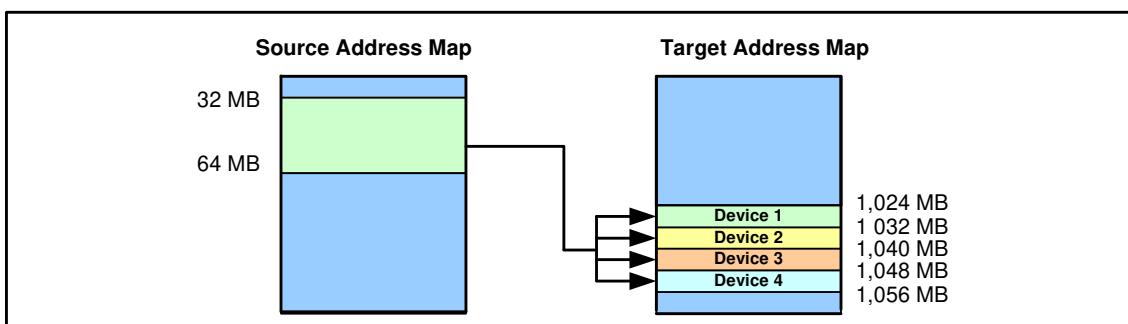 Source Address Map
32 MB
64 MB
Target Address Map
1,024 MB
Device 1
1 032 MB
Device 2
1,040 MB
Device 3
1,048 MB
Device 4
1,056 MB